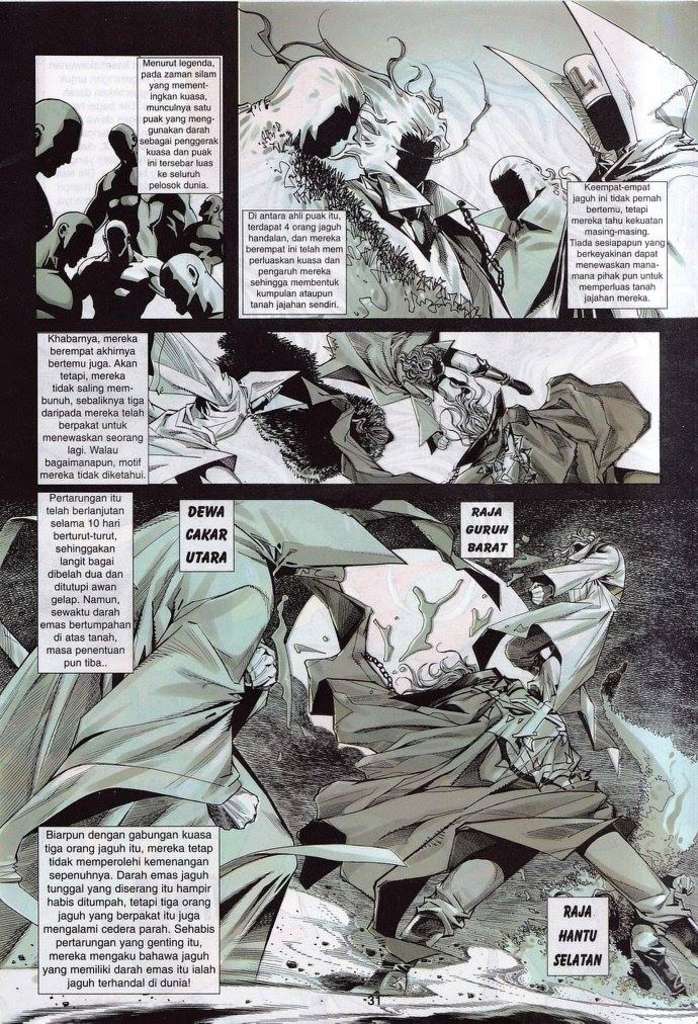 Menurut legenda,
pada zaman silam
yang mement-
ingkan kuasa,
munculnya satu
puak yang meng-
gunakan darah
sebagai penggerak
kuasa dan puak
ini tersebar luas
ke seluruh
pelosok dunia.
Di antara ahli puak itu,
terdapat 4 orang jaguh
handalan, dan mereka
berempat ini telah mem
perluaskan kuasa dan
pengaruh mereka
sehingga membentuk
kumpulan ataupun
tanah jajahan sendiri.
L
Keempat-empat
jaguh ini tidak pernah
bertemu, tetapi
mereka tahu kekuatan
masing-masing.
Tiada sesiapapun yang
berkeyakinan dapat
menewaskan mana-
mana pihak pun untuk
memperluas tanah
jajahan mereka.
Khabarnya, mereka
berempat akhirnya
bertemu juga. Akan
tetapi, mereka
tidak saling mem-
bunuh, sebaliknya tiga
daripada mereka telah
berpakat untuk
menewaskan seorang
lagi. Walau
bagaimanapun, motif
mereka tidak diketahui.
Pertarungan itu
telah berlanjutan
selama 10 hari
berturut-turut,
sehinggakan
langit bagai
dibelah dua dan
ditutupi awan
gelap. Namun,
sewaktu darah
emas bertumpahan
di atas tanah,
masa penentuan
pun tiba..
DEWA
CAKAR
UTARA
RAJA
GURUH
BARAT
Biarpun dengan gabungan kuasa
tiga orang jaguh itu, mereka tetap
tidak memperolehi kemenangan
sepenuhnya. Darah emas jaguh
tunggal yang diserang itu hampir
habis ditumpah, tetapi tiga orang
jaguh yang berpakat itu juga
mengalami cedera parah. Sehabis
pertarungan yang genting itu,
mereka mengaku bahawa jaguh
yang memiliki darah emas itu ialah
jaguh terhandal di dunia!
RAJA
HANTU
SELATAN
-31